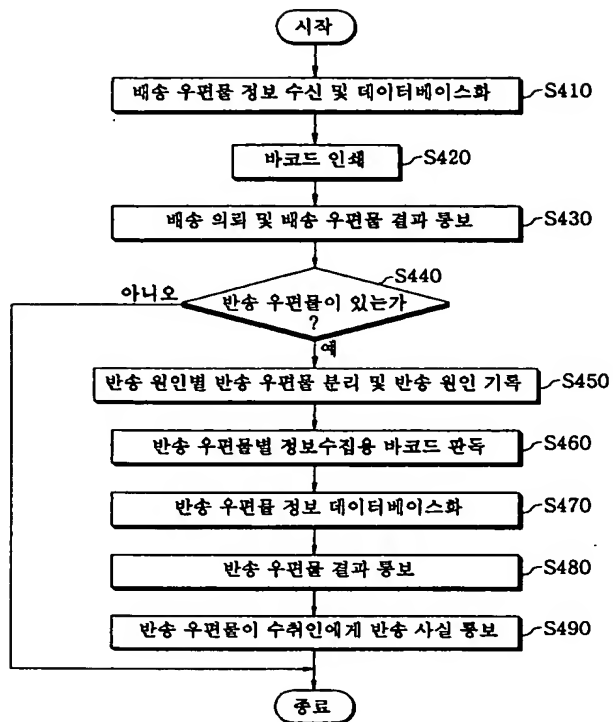 시작
배송 우편물 정보 수신 및 데이터베이스화
S410
바코드 인쇄
S420
배송 의뢰 및 배송 우편물 결과 통보
S430
S440
아니오
반송 우편물이 있는가
?
예
반송 원인별 반송 우편물 분리 및 반송 원인 기록
S450
반송 우편물별 정보수집용 바코드 판독
S460
반송 우편물 정보 데이터베이스화
S470
반송 우편물 결과 통보
S480
반송 우편물이 수취인에게 반송 사실 통보
S490
종료